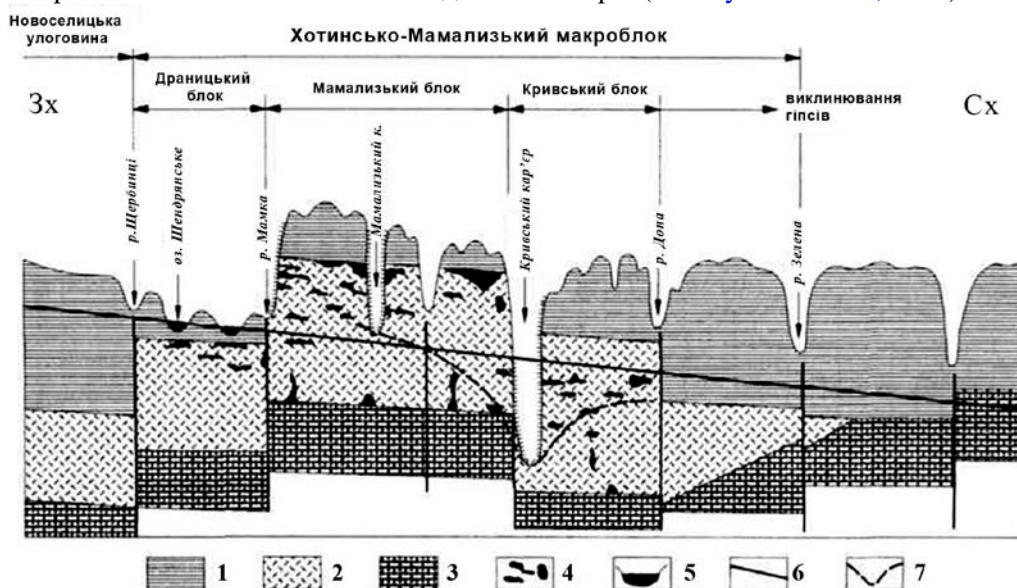 Новоселицька
улоговина
Хотинсько-Мамализький макроблок
Драницький
блок
Мамализький блок
Кривський блок
Зх
виклинювання
гіпсів
Сх
р.Щербинці
оз. Шендрянське
р. Мамка
Мамализький к.
Кривський кар'єр
р. Дона
р. Зелена
1
2
3
4
5
6
7